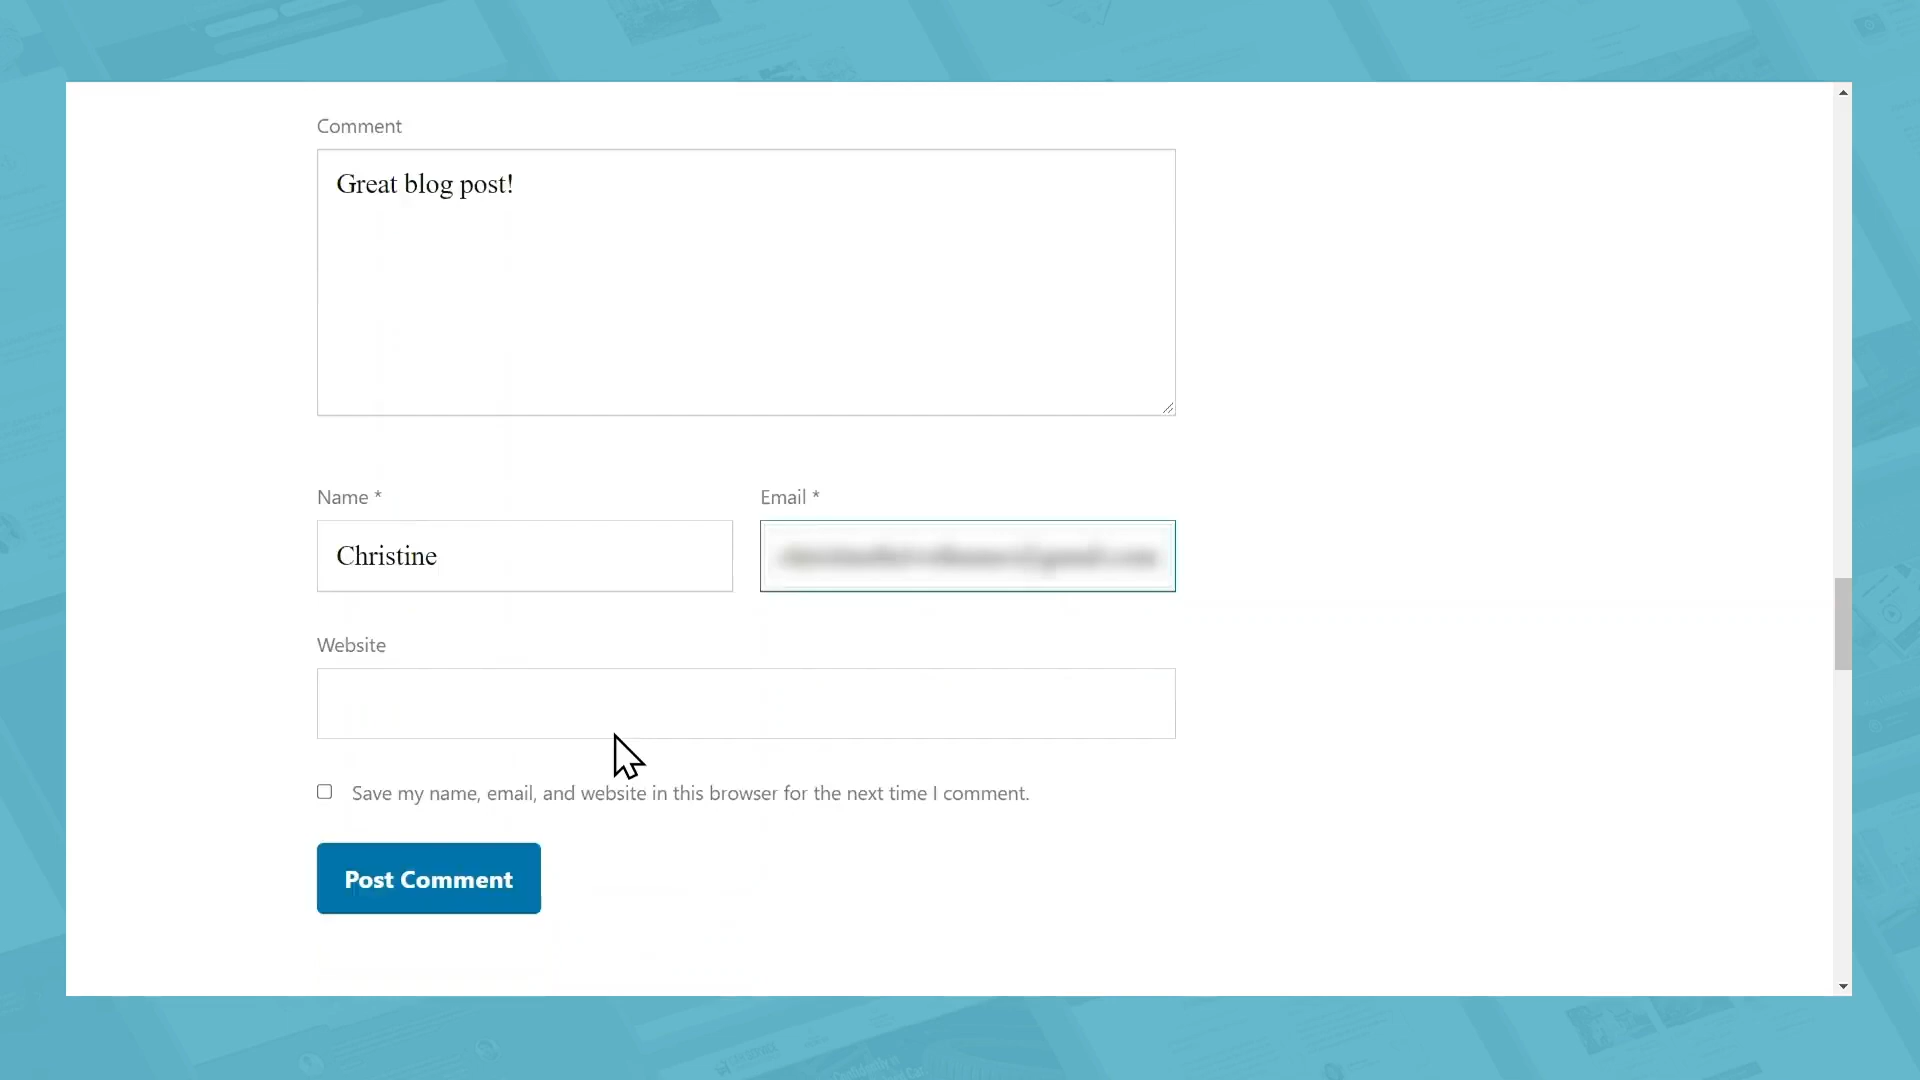 Comment
Great blog post!
Name *
Email *
Christine
Website
Save my name, email, and website in this browser for the next time I comment.
Post Comment